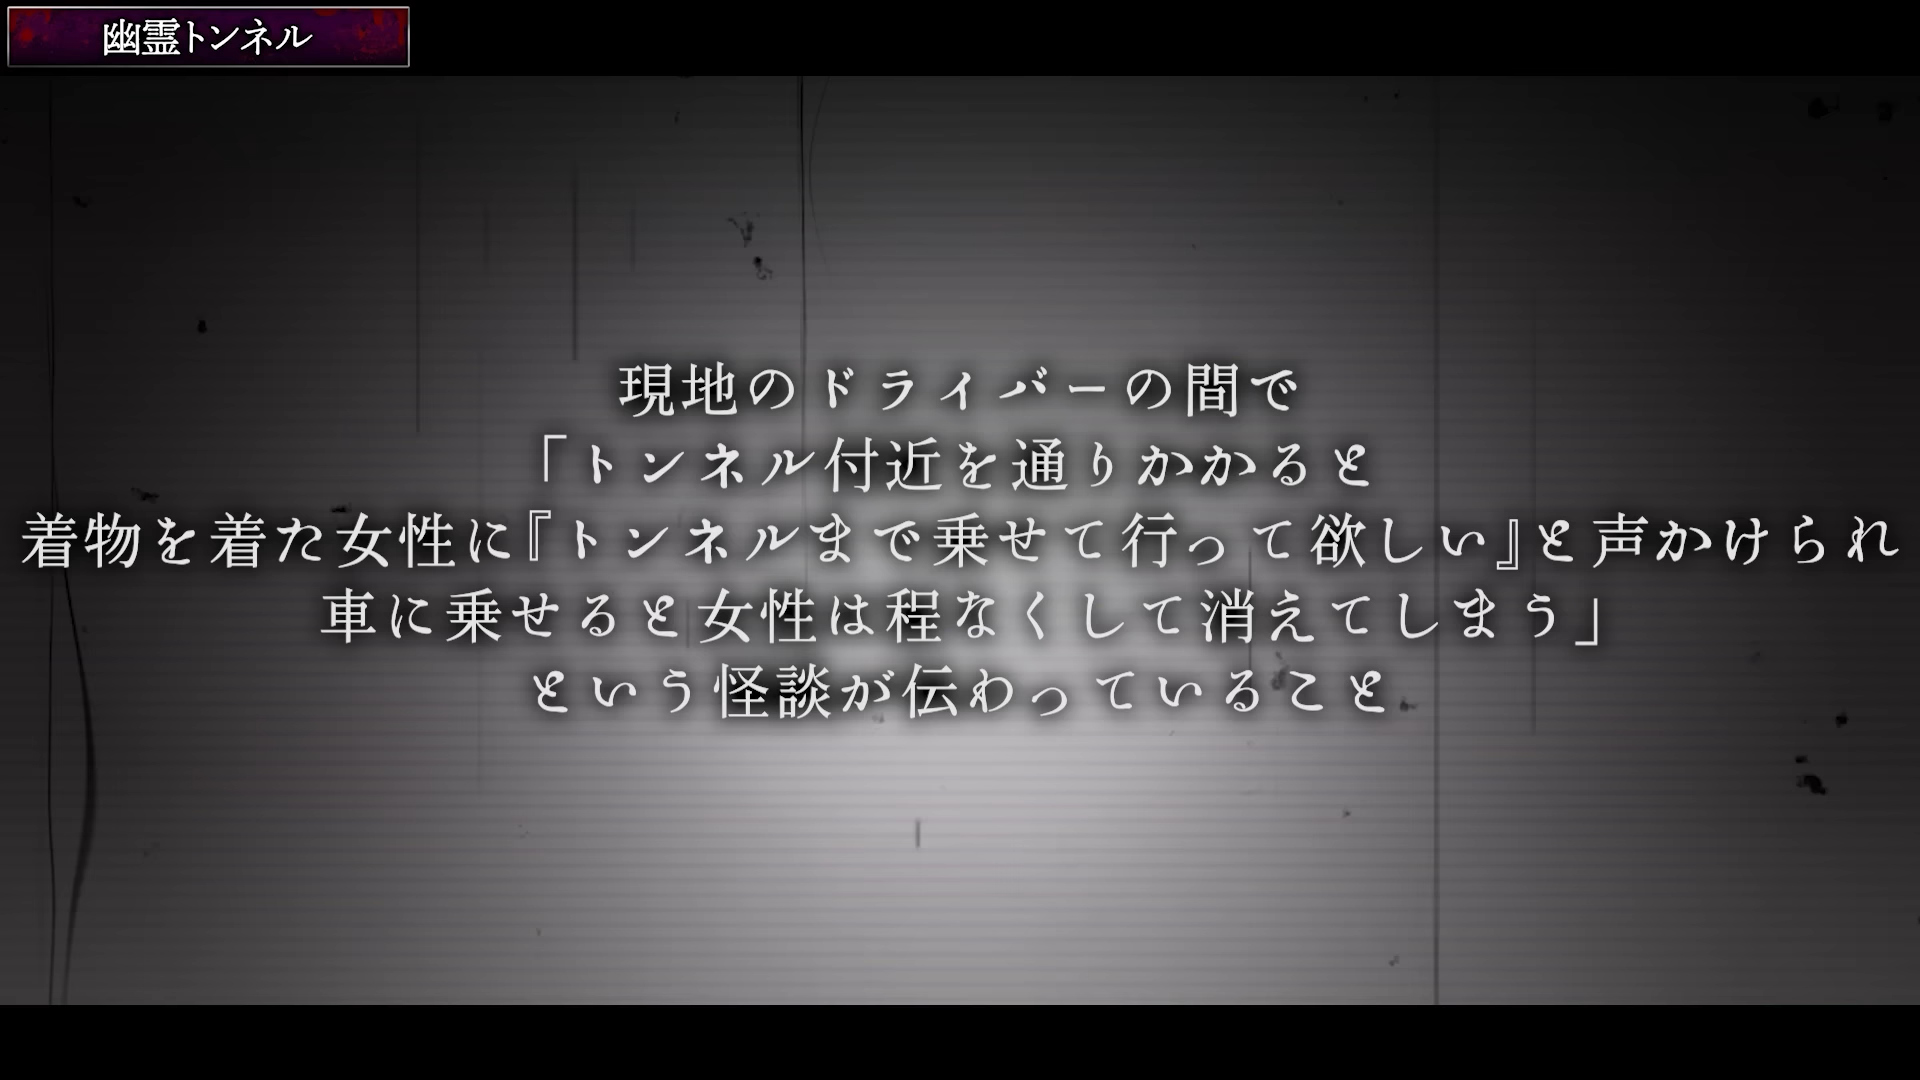 幽霊トンネル
現地のドライバーの間で
「トンネル付近を通りかかると
着物を着た女性に『トンネルまで乗せて行って欲しい』と声かけられ
車に乗せると女性は程なくして消えてしまう」
という怪談が伝わっていること